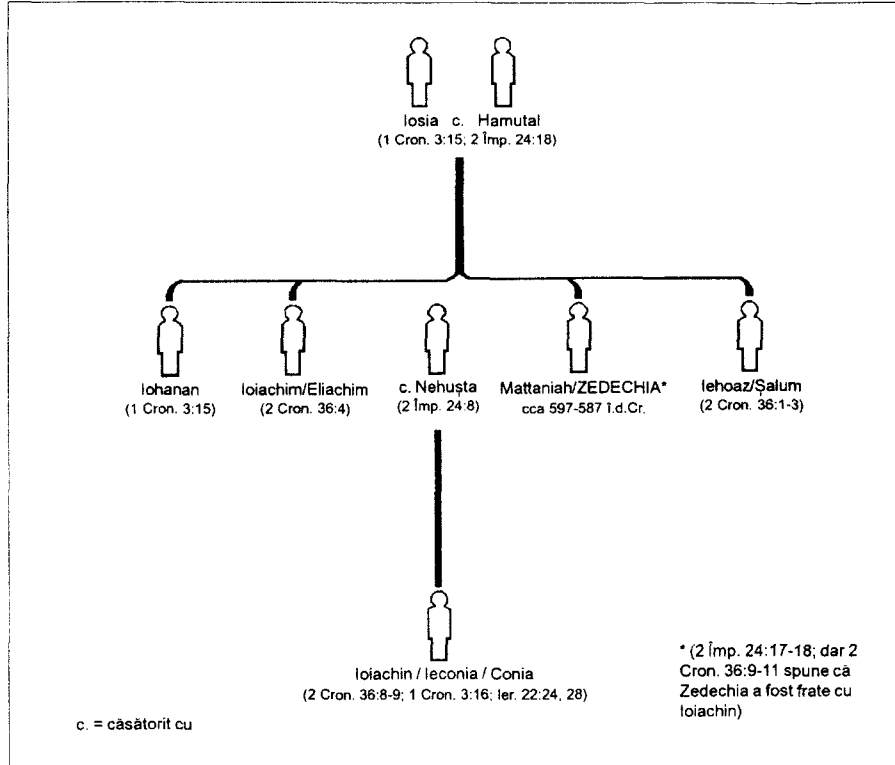 Iosia c. Hamutal
(1 Cron. 3:15; 2 Împ. 24:18)
Iohanan
(1 Cron. 3:15)
Ioiachim/Eliachim
(2 Cron. 36:4)
c. Nehușta
(2 Împ. 24:8)
Mattaniah/ZEDECHIA*
cca 597-587 î.d.Cr.
Iehoaz/Șalum
(2 Cron. 36:1-3)
Ioiachin / Ieconia / Conia
(2 Cron. 36:8-9; 1 Cron. 3:16; Ier. 22:24, 28)
* (2 Împ. 24:17-18; dar 2
Cron. 36:9-11 spune că
Zedechia a fost frate cu
Ioiachin)
c. = căsătorit cu